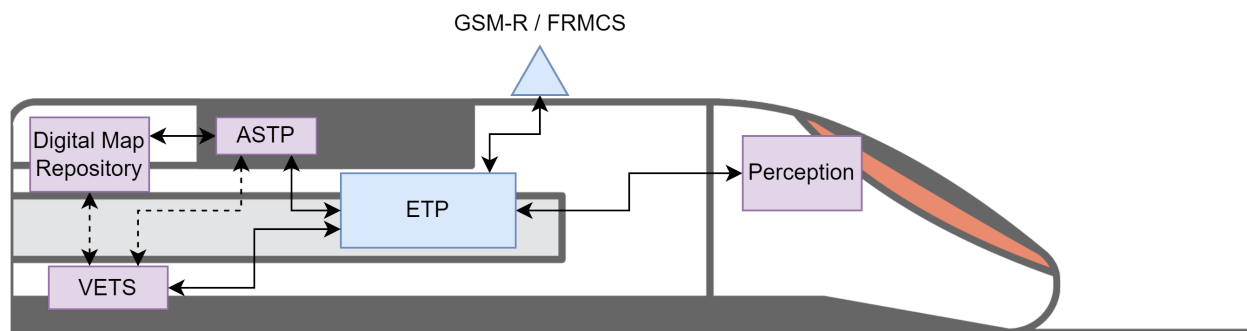 GSM-R / FRMCS
Digital Map
Repository
ASTP
Perception
ETP
VETS